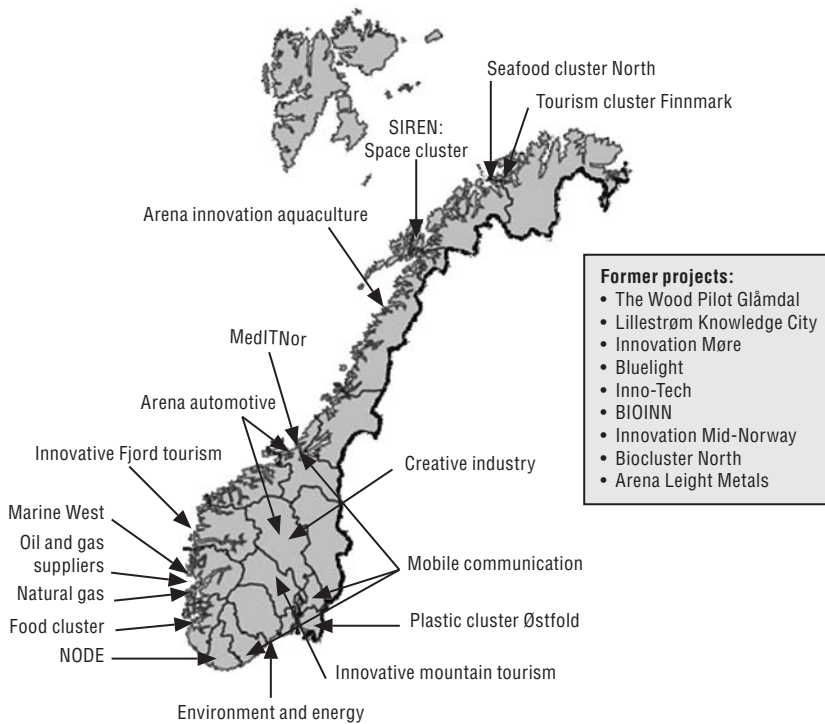 Seafood cluster North
Tourism cluster Finnmark
SIREN:
Space cluster
Arena innovation aquaculture
Former projects:
• The Wood Pilot Glåmdal
• Lillestrøm Knowledge City
• Innovation Møre
• Bluelight
• Inno-Tech
• BIOINN
• Innovation Mid-Norway
• Biocluster North
• Arena Leight Metals
MedITNor
Arena automotive
Innovative Fjord tourism
Creative industry
Marine West
Oil and gas
suppliers
Natural gas
Mobile communication
Food cluster
Plastic cluster Østfold
NODE
Innovative mountain tourism
Environment and energy